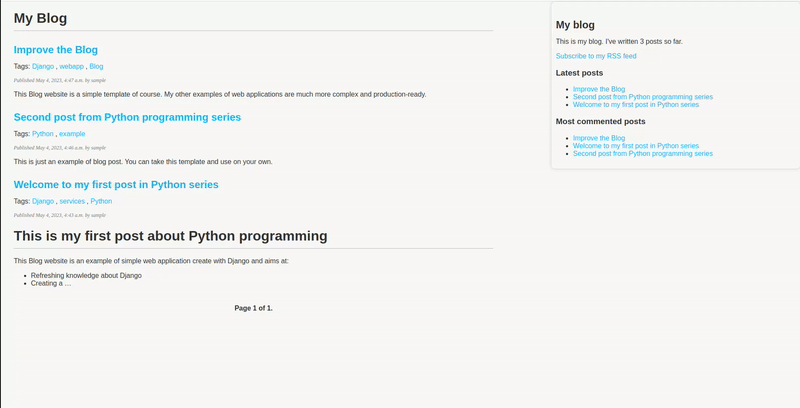 My Blog
Improve the Blog
Tags: Django , webapp , Blog
Published May 4, 2023, 4:47 a.m. by sample
This Blog website is a simple template of course. My other examples of web applications are much more complex and production-ready.
Second post from Python programming series
Tags: Python , example
Published May 4, 2023, 4:46 a.m. by sample
This is just an example of blog post. You can take this template and use on your own.
Welcome to my first post in Python series
Tags: Django , services , Python
Published May 4, 2023, 4:43 a.m. by sample
This is my first post about Python programming
This Blog website is an example of simple web application create with Django and aims at:
• Refreshing knowledge about Django
• Creating a …
Page 1 of 1.
My blog
This is my blog. I've written 3 posts so far.
Subscribe to my RSS feed
Latest posts
• Improve the Blog
• Second post from Python programming series
• Welcome to my first post in Python series
Most commented posts
• Improve the Blog
• Welcome to my first post in Python series
• Second post from Python programming series